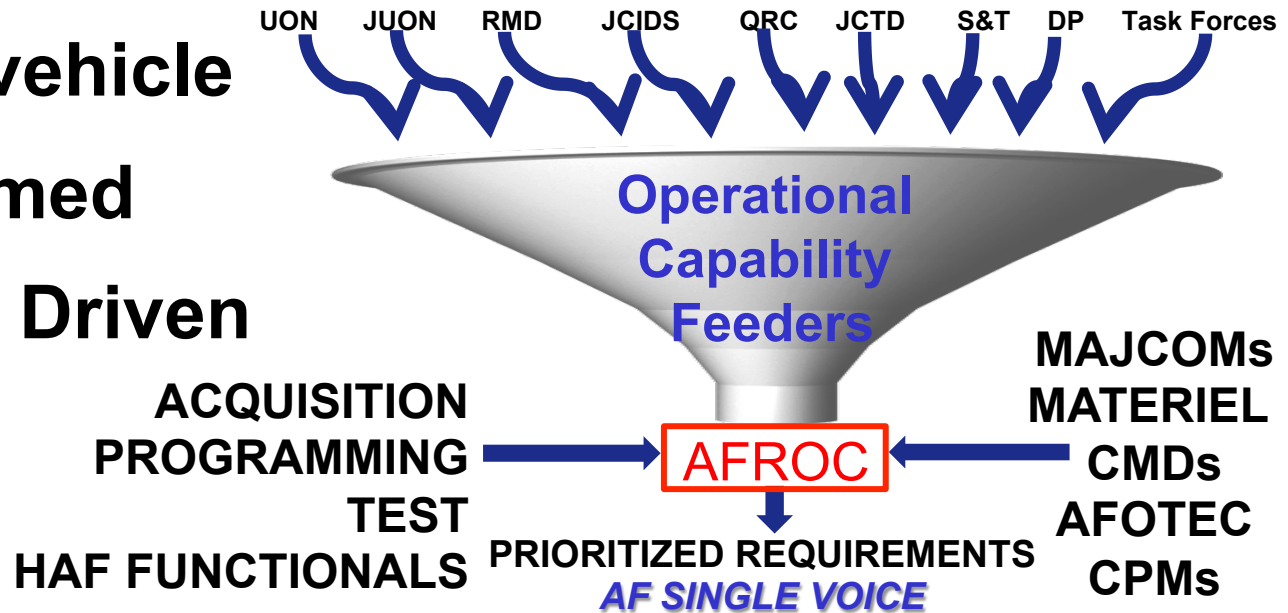 UON JUON RMD JCIDS QRC JCTD S&T DP Task Forces
vehicle
med
Driven
Operational
Capability
Feeders
ACQUISITION
PROGRAMMING
TEST
HAF FUNCTIONALS
AFROC
MAJCOMs
MATERIEL
CMDs
AFOTEC
CPMs
PRIORITIZED REQUIREMENTS
AF SINGLE VOICE